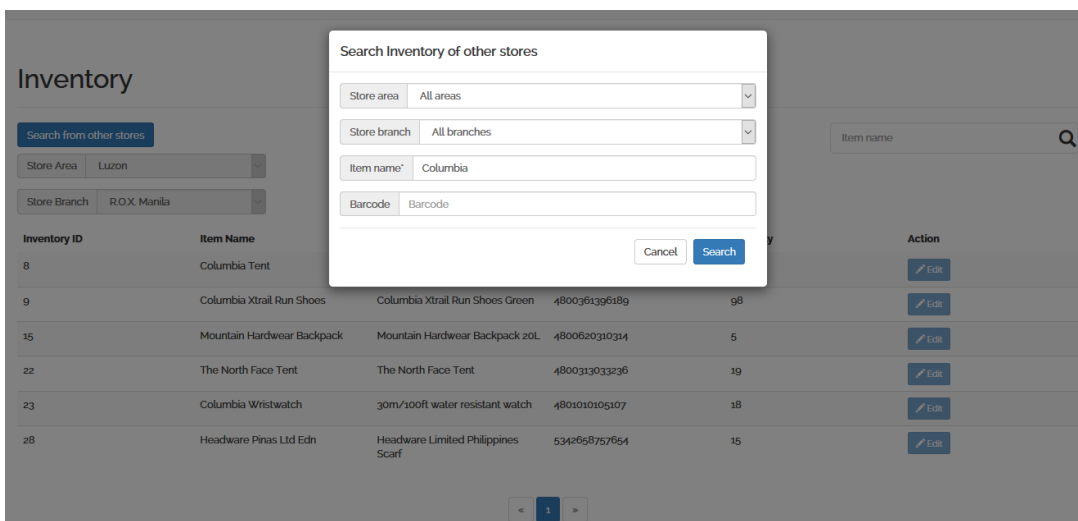 Search Inventory of other stores
Store area All areas
Store branch All branches
Item name* Columbia
Barcode Barcode
Cancel Search
Inventory
Search from other stores
Item name
Store Area Luzon
Store Branch R.O.X. Manila
Inventory ID Item Name Action
8 Columbia Tent Edit
9 Columbia Xtrail Run Shoes Columbia Xtrail Run Shoes Green 4800361396189 98 Edit
15 Mountain Hardwear Backpack Mountain Hardwear Backpack 20L 4800620310314 5 Edit
22 The North Face Tent The North Face Tent 4800313033236 19 Edit
23 Columbia Wristwatch 30m/100ft water resistant watch 4801010105107 18 Edit
28 Headware Pinas Ltd Edn Headware Limited Philippines 5342658757654 15 Edit
Scarf
« 1 »